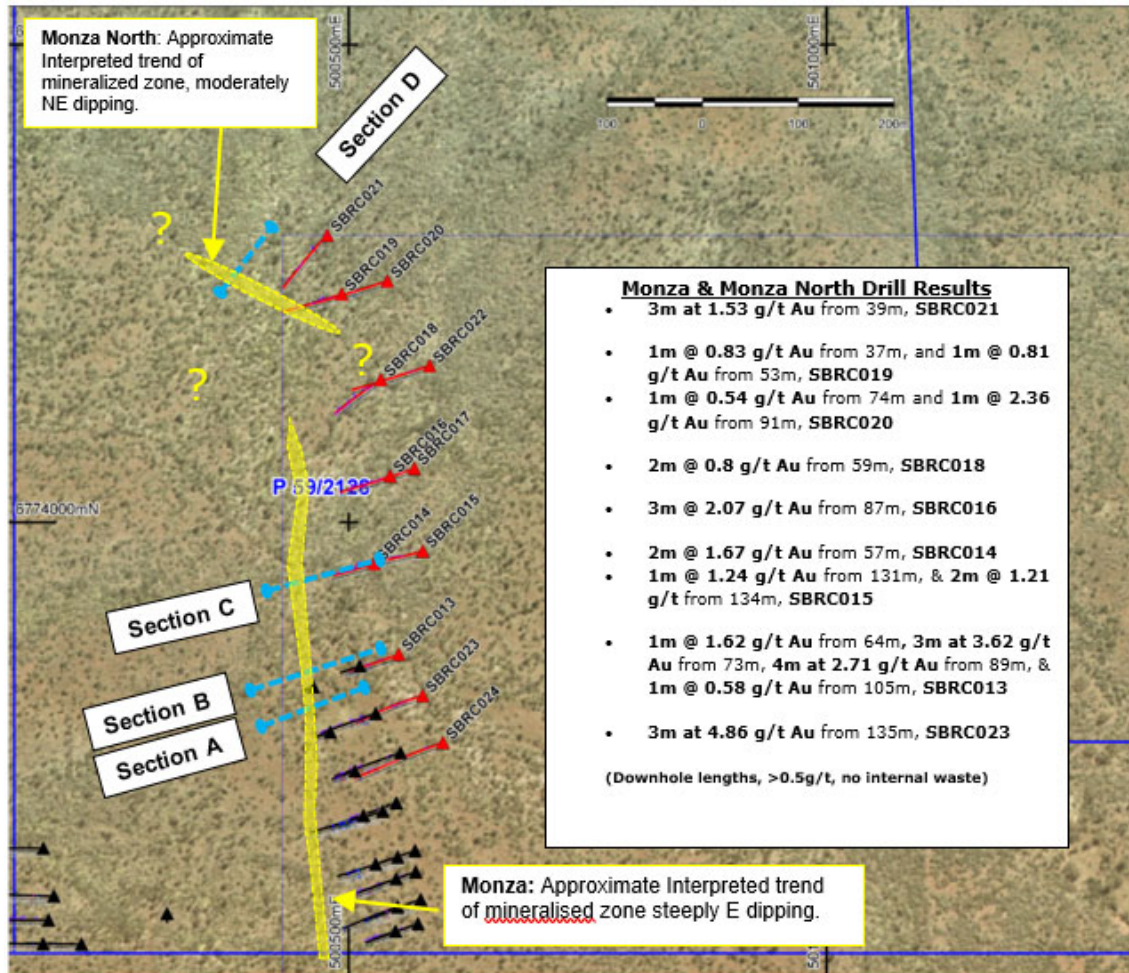 Monza North: Approximate
Interpreted trend of
mineralized zone, moderately
NE dipping.
500500mE
501000mE
Section D
100
0
100
200m
SBRC021
SBRC019
SBRC020
?
?
?
SBRC018
SBRC022
SBRC016
SBRC017
P 59/2128
6774000mN
SBRC014
SBRC015
Section C
SBRC013
SBRC023
Section B
SBRC024
Section A
Monza & Monza North Drill Results
• 3m at 1.53 g/t Au from 39m, SBRC021
• 1m @ 0.83 g/t Au from 37m, and 1m @ 0.81
g/t Au from 53m, SBRC019
• 1m @ 0.54 g/t Au from 74m and 1m @ 2.36
g/t Au from 91m, SBRC020
• 2m @ 0.8 g/t Au from 59m, SBRC018
• 3m @ 2.07 g/t Au from 87m, SBRC016
• 2m @ 1.67 g/t Au from 57m, SBRC014
• 1m @ 1.24 g/t Au from 131m, & 2m @ 1.21
g/t from 134m, SBRC015
• 1m @ 1.62 g/t Au from 64m, 3m at 3.62 g/t
Au from 73m, 4m at 2.71 g/t Au from 89m, &
1m @ 0.58 g/t Au from 105m, SBRC013
• 3m at 4.86 g/t Au from 135m, SBRC023
(Downhole lengths, >0.5g/t, no internal waste)
Monza: Approximate Interpreted trend
of mineralised zone steeply E dipping.
500500mE